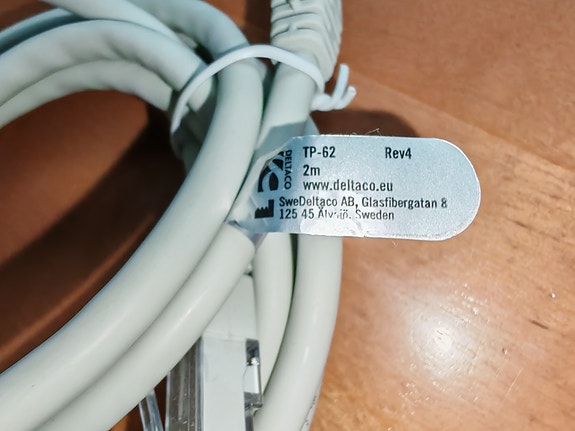 DELTACO
TP-62 Rev4
2m
www.deltaco.eu
SweDeltaco AB, Glasfibergatan 8
125 45 Älvsjö, Sweden